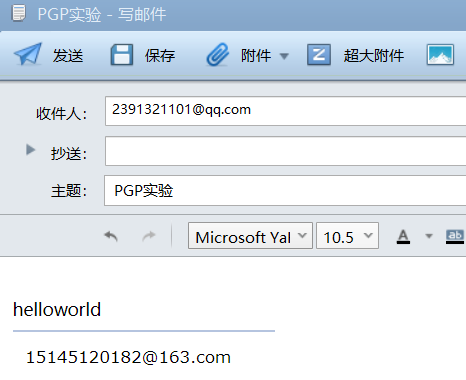 PGP实验 - 写邮件
发送 保存 附件 超大附件
收件人： 2391321101@qq.com
抄送：
主题： PGP实验
Microsoft Yal 10.5 A ab
helloworld
15145120182@163.com